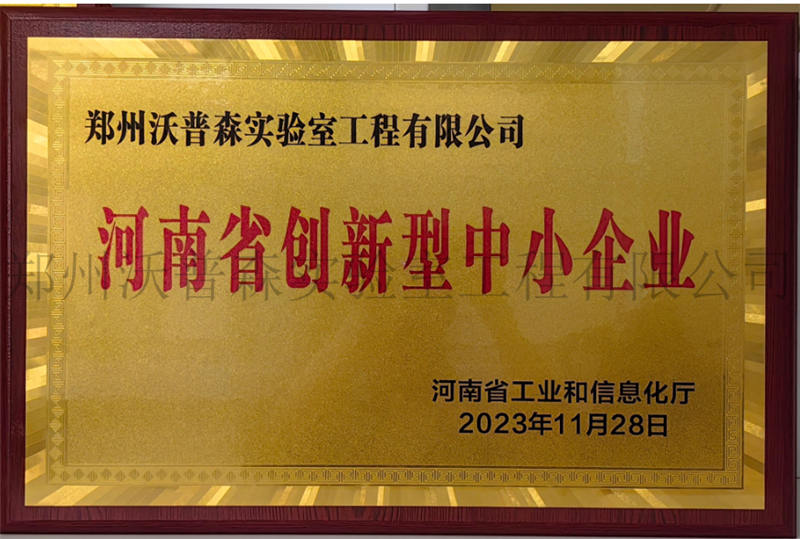 郑州沃普森实验室工程有限公司
河南省创新型中小企业
郑州沃普森实验室工程有限公司
河南省工业和信息化厅
2023年11月28日